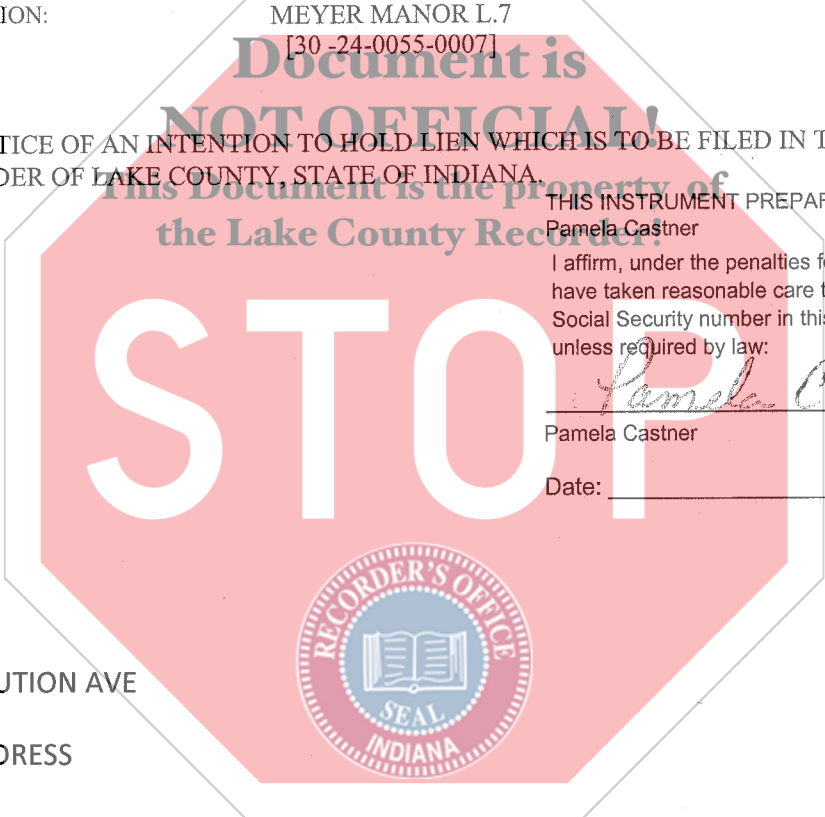 ION:
MEYER MANOR L.7
[30 -24-0055-0007]
Document is
NOT OFFICIAL!
TICE OF AN INTENTION TO HOLD LIEN WHICH IS TO BE FILED IN T
DER OF LAKE COUNTY, STATE OF INDIANA.
This Document is the property of
the Lake County Recorder!
THIS INSTRUMENT PREPAR
Pamela Castner
I affirm, under the penalties f
have taken reasonable care t
Social Security number in this
unless required by law:
Pamela C
Pamela Castner
Date:
STOP
RECORDER'S OFFICE
SEAL
INDIANA
UTION AVE
DRESS